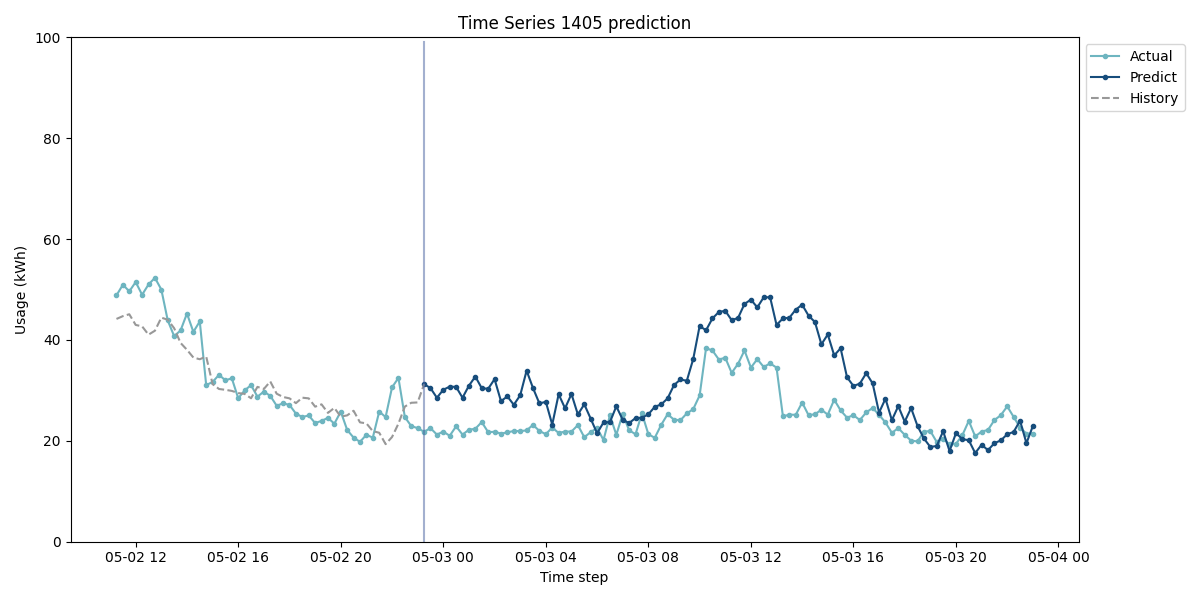 Time Series 1405 prediction
100
80
60
40
20
0
Usage (kWh)
05-02 12
05-02 16
05-02 20
05-03 00
05-03 04
05-03 08
05-03 12
05-03 16
05-03 20
05-04 00
Time step
Actual
Predict
History